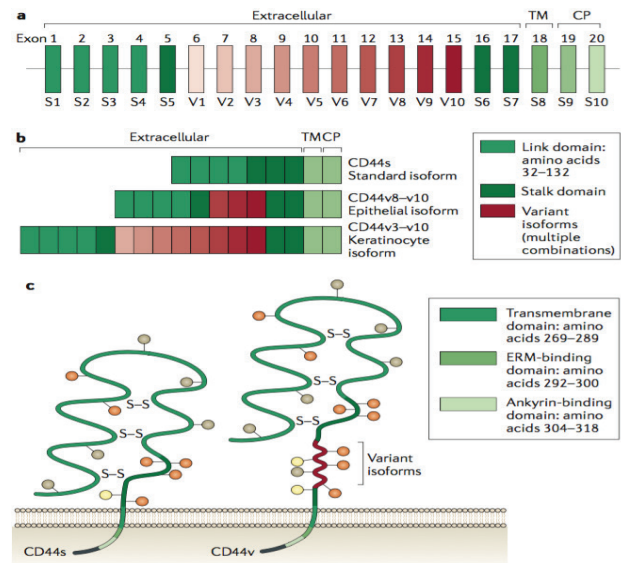 a
Extracellular TM CP
Exon 1 2 3 4 5 6 7 8 9 10 11 12 13 14 15 16 17 18 19 20
S1 S2 S3 S4 S5 V1 V2 V3 V4 V5 V6 V7 V8 V9 V10 S6 S7 S8 S9 S10
b
Extracellular TM CP
CD44s
Standard isoform
CD44v8–v10
Epithelial isoform
CD44v3–v10
Keratinocyte
isoform
Link domain:
amino acids
32–132
Stalk domain
Variant
isoforms
(multiple
combinations)
c
S–S
S–S
S–S
S–S
S–S
S–S
Variant
isoforms
CD44s
CD44v
Transmembrane
domain: amino
acids 269–289
ERM-binding
domain: amino
acids 292–300
Ankyrin-binding
domain: amino
acids 304–318